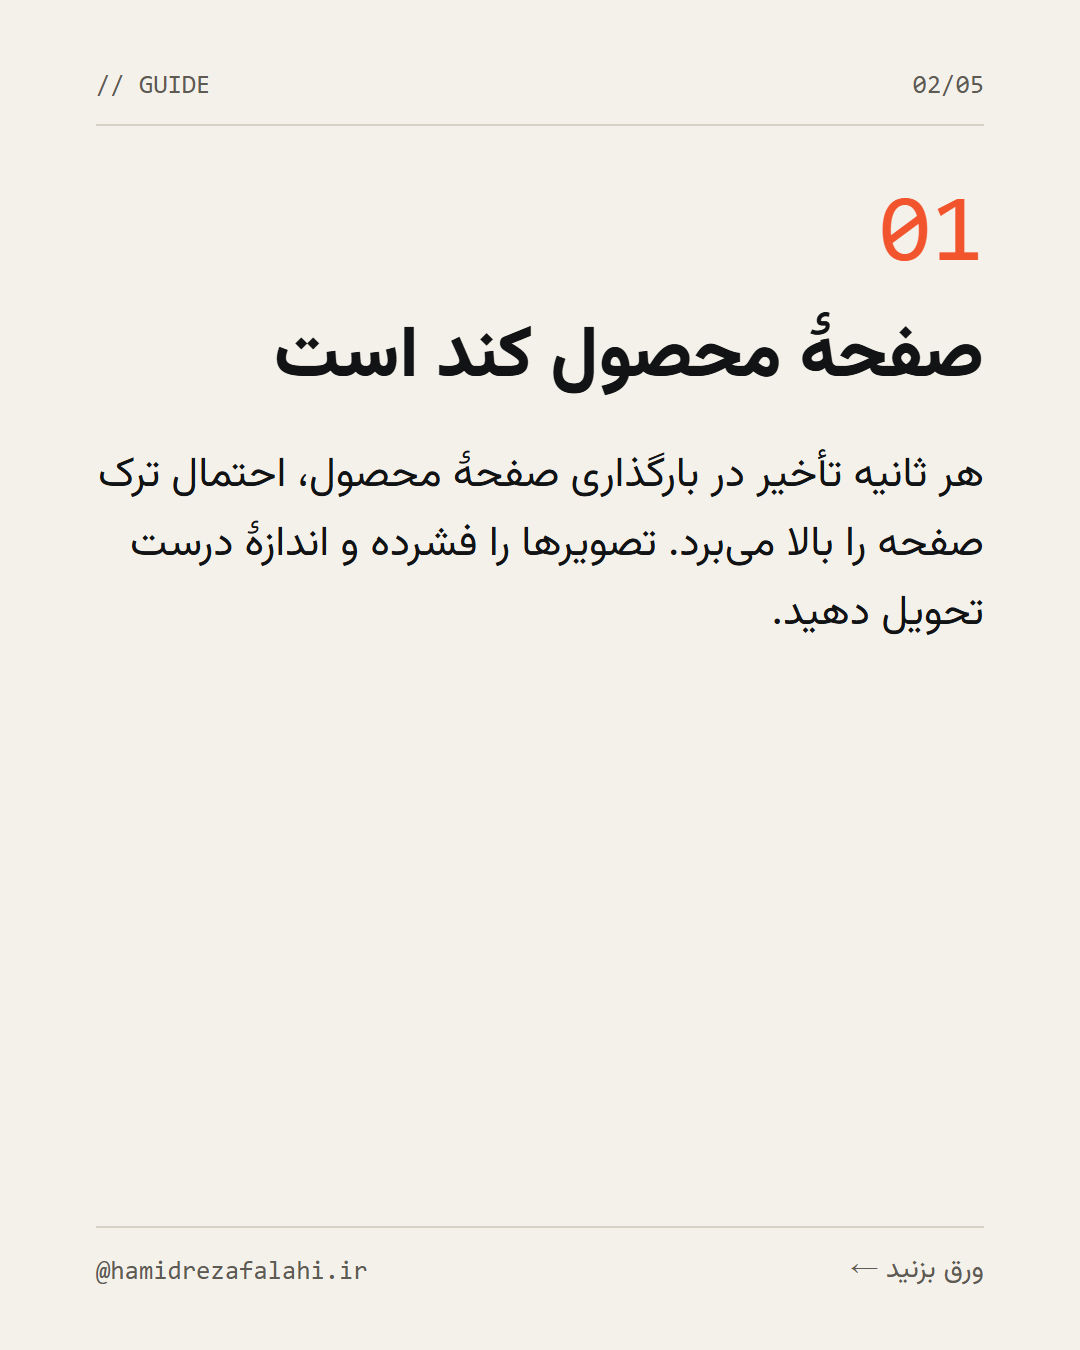 // GUIDE
02/05
01
صفحهٔ محصول کند است
هر ثانیه تأخیر در بارگذاری صفحهٔ محصول، احتمال ترک
صفحه را بالا می‌برد. تصویرها را فشرده و اندازهٔ درست
تحویل دهید.
@hamidrezafalahi.ir
ورق بزنید ←